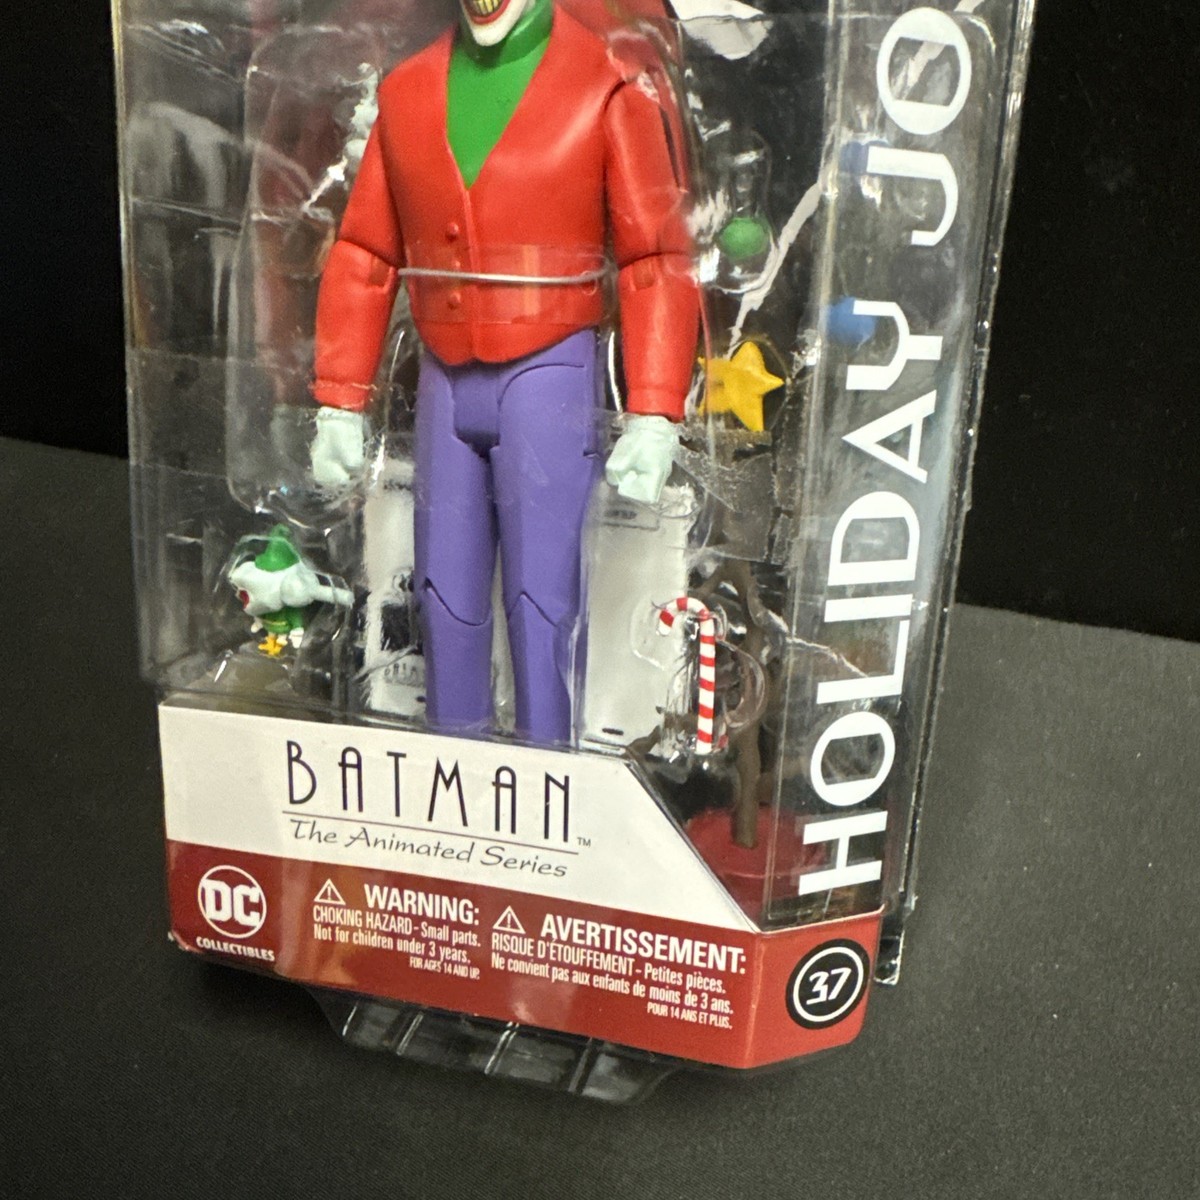 HOLIDAY JO
BATMAN™
The Animated Series
DC
COLLECTIBLES
⚠ WARNING:
CHOKING HAZARD - Small parts.
Not for children under 3 years.
FOR AGES 14 AND UP.
⚠ AVERTISSEMENT:
RISQUE D'ÉTOUFFEMENT - Petites pièces.
Ne convient pas aux enfants de moins de 3 ans.
POUR 14 ANS ET PLUS.
37